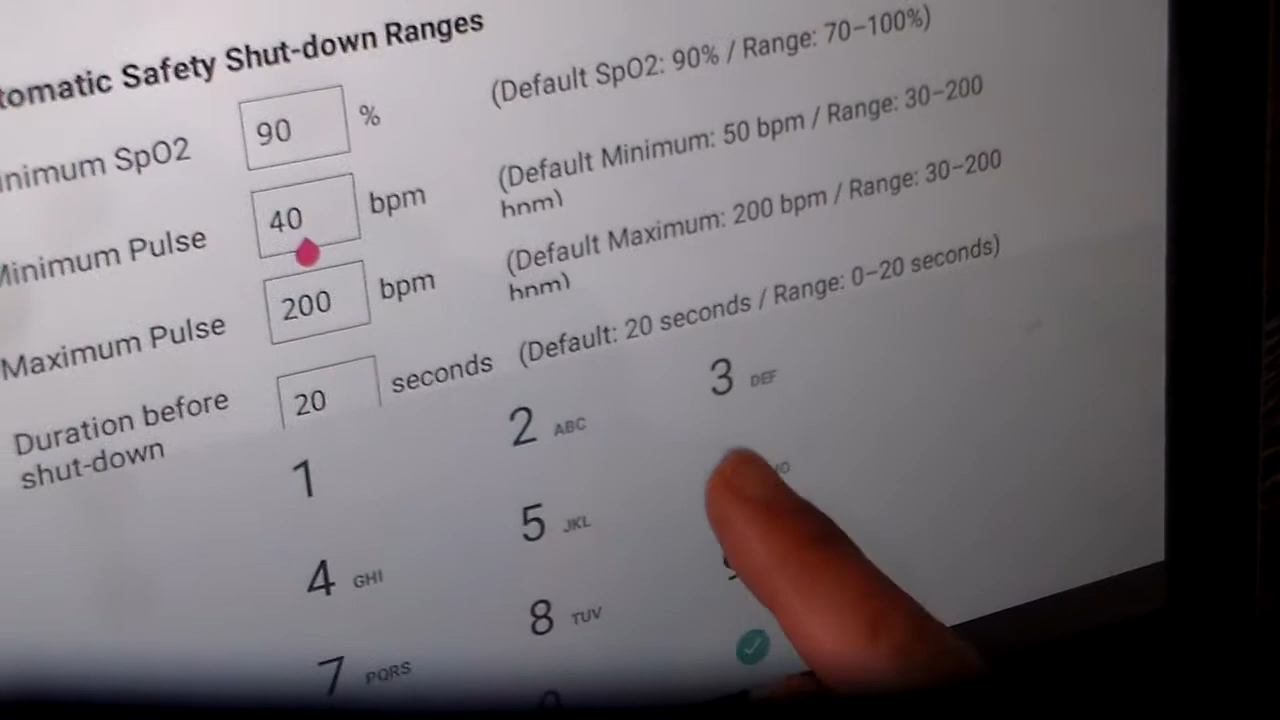 tomatic Safety Shut-down Ranges
nimum SpO2 90 % (Default SpO2: 90% / Range: 70-100%)
Minimum Pulse 40 bpm (Default Minimum: 50 bpm / Range: 30-200
bpm)
Maximum Pulse 200 bpm (Default Maximum: 200 bpm / Range: 30-200
bpm)
Duration before 20 seconds (Default: 20 seconds / Range: 0-20 seconds)
shut-down
1 2 ABC 3 DEF
4 GHI 5 JKL
7 PQRS 8 TUV